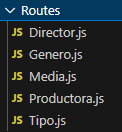 Routes
JS Director.js
JS Genero.js
JS Media.js
JS Productora.js
JS Tipo.js